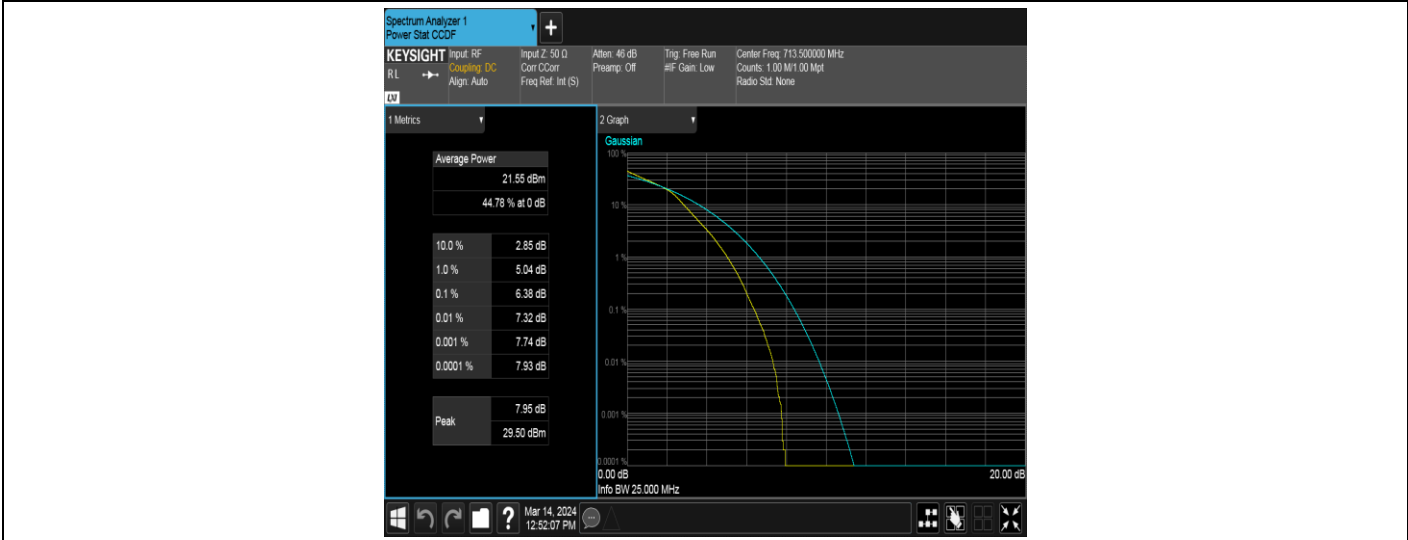 Spectrum Analyzer 1
Power Stat CCDF
+
KEYSIGHT
RL
LXI
Input: RF
Coupling: DC
Align: Auto
Input Z: 50 Ω
Corr CCorr
Freq Ref: Int (S)
Atten: 46 dB
Preamp: Off
Trig: Free Run
#IF Gain: Low
Center Freq: 713.500000 MHz
Counts: 1.00 M/1.00 Mpt
Radio Std: None
1 Metrics
Average Power
21.55 dBm
44.78 % at 0 dB
10.0 % 2.85 dB
1.0 % 5.04 dB
0.1 % 6.38 dB
0.01 % 7.32 dB
0.001 % 7.74 dB
0.0001 % 7.93 dB
Peak
7.95 dB
29.50 dBm
2 Graph
Gaussian
100 %
10 %
1 %
0.1 %
0.01 %
0.001 %
0.0001 %
0.00 dB 20.00 dB
Info BW 25.000 MHz
?
Mar 14, 2024
12:52:07 PM